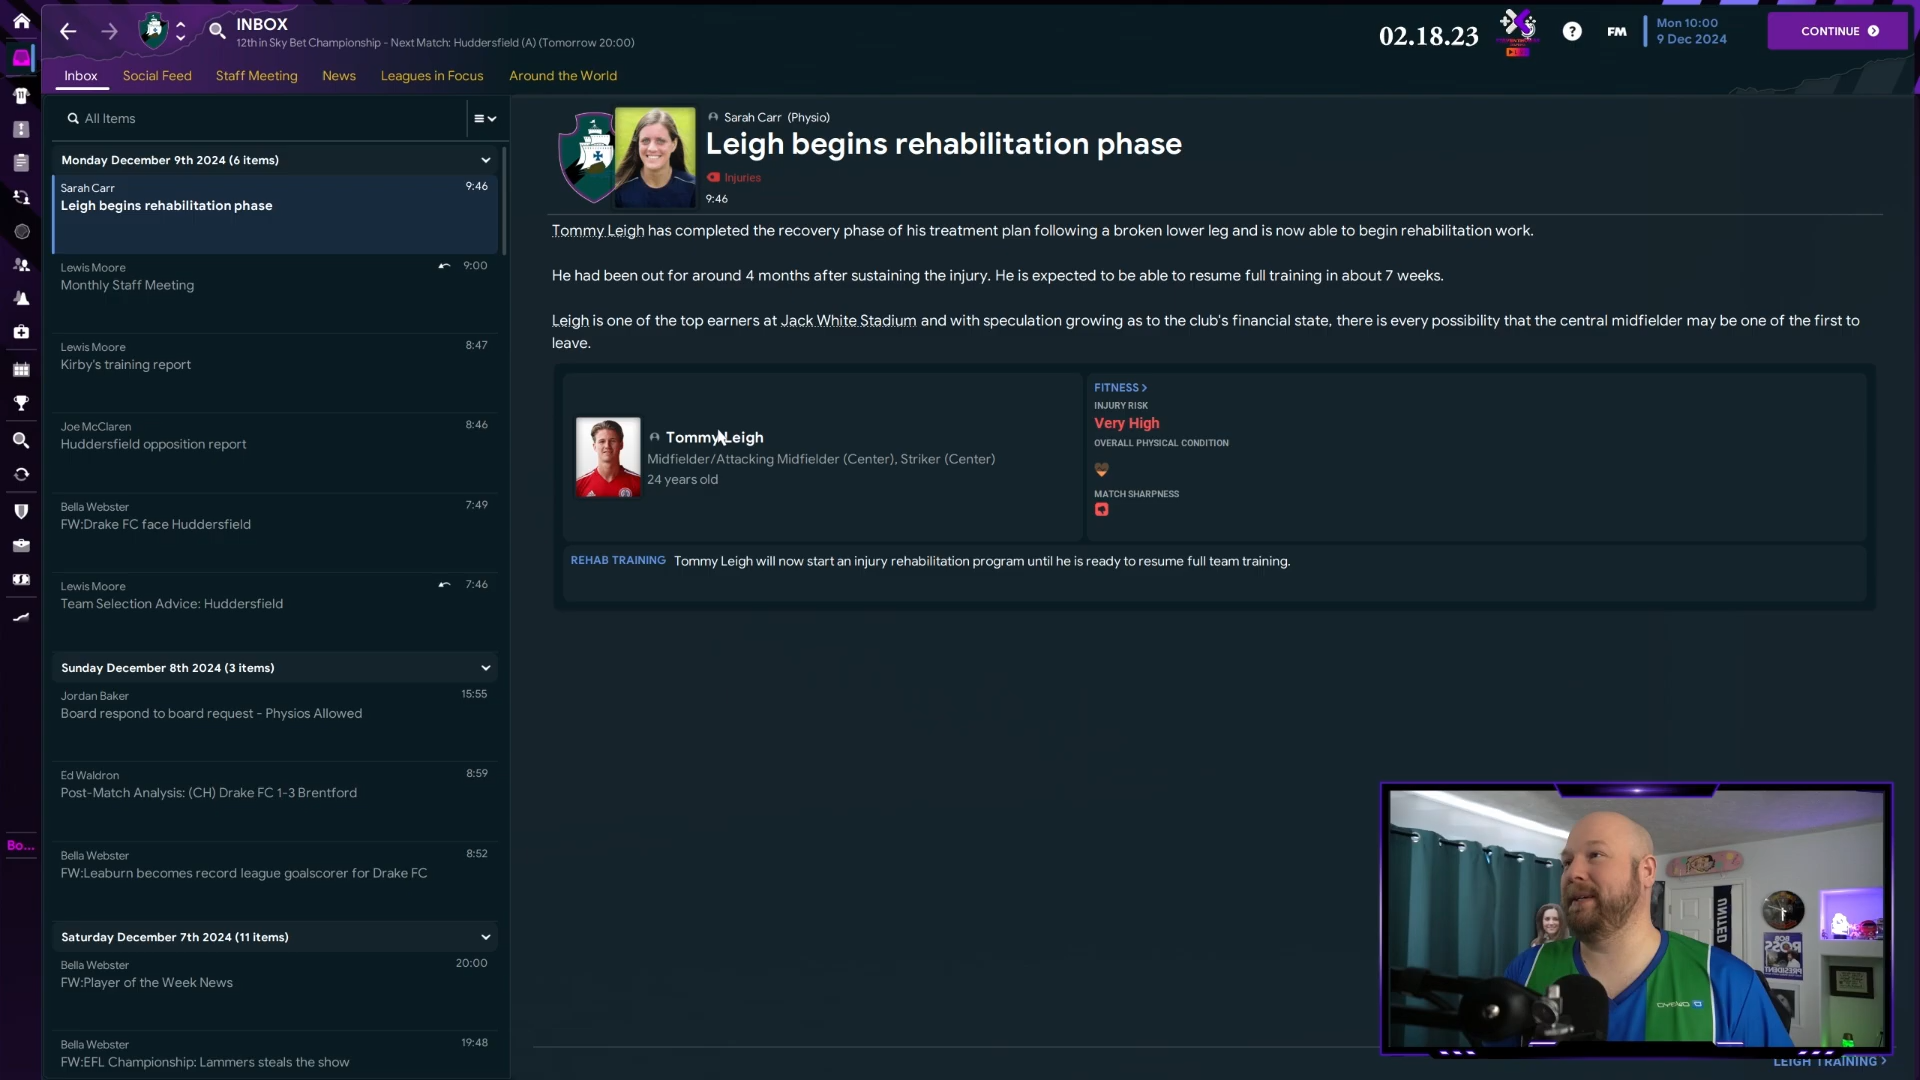 INBOX
12th in Sky Bet Championship - Next Match: Huddersfield (A) (Tomorrow 20:00)
02.18.23
FM
Mon 10:00
9 Dec 2024
CONTINUE
Inbox
Social Feed
Staff Meeting
News
Leagues in Focus
Around the World
All Items
Monday December 9th 2024 (6 items)
Sarah Carr
9:46
Leigh begins rehabilitation phase
Lewis Moore
9:00
Monthly Staff Meeting
Lewis Moore
8:47
Kirby's training report
Joe McClaren
8:46
Huddersfield opposition report
Bella Webster
7:49
FW:Drake FC face Huddersfield
Lewis Moore
7:46
Team Selection Advice: Huddersfield
Sunday December 8th 2024 (3 items)
Jordan Baker
15:55
Board respond to board request - Physios Allowed
Ed Waldron
8:59
Post-Match Analysis: (CH) Drake FC 1-3 Brentford
Bella Webster
8:52
FW:Leaburn becomes record league goalscorer for Drake FC
Saturday December 7th 2024 (11 items)
Bella Webster
20:00
FW:Player of the Week News
Bella Webster
19:48
FW:EFL Championship: Lammers steals the show
Bo...
Sarah Carr (Physio)
Leigh begins rehabilitation phase
Injuries
9:46
Tommy Leigh has completed the recovery phase of his treatment plan following a broken lower leg and is now able to begin rehabilitation work.
He had been out for around 4 months after sustaining the injury. He is expected to be able to resume full training in about 7 weeks.
Leigh is one of the top earners at Jack White Stadium and with speculation growing as to the club's financial state, there is every possibility that the central midfielder may be one of the first to
leave.
Tommy Leigh
Midfielder/Attacking Midfielder (Center), Striker (Center)
24 years old
FITNESS >
INJURY RISK
Very High
OVERALL PHYSICAL CONDITION
MATCH SHARPNESS
REHAB TRAINING Tommy Leigh will now start an injury rehabilitation program until he is ready to resume full team training.
UNITED
BOB
ROSS
PRESIDENT
LEIGH TRAINING >